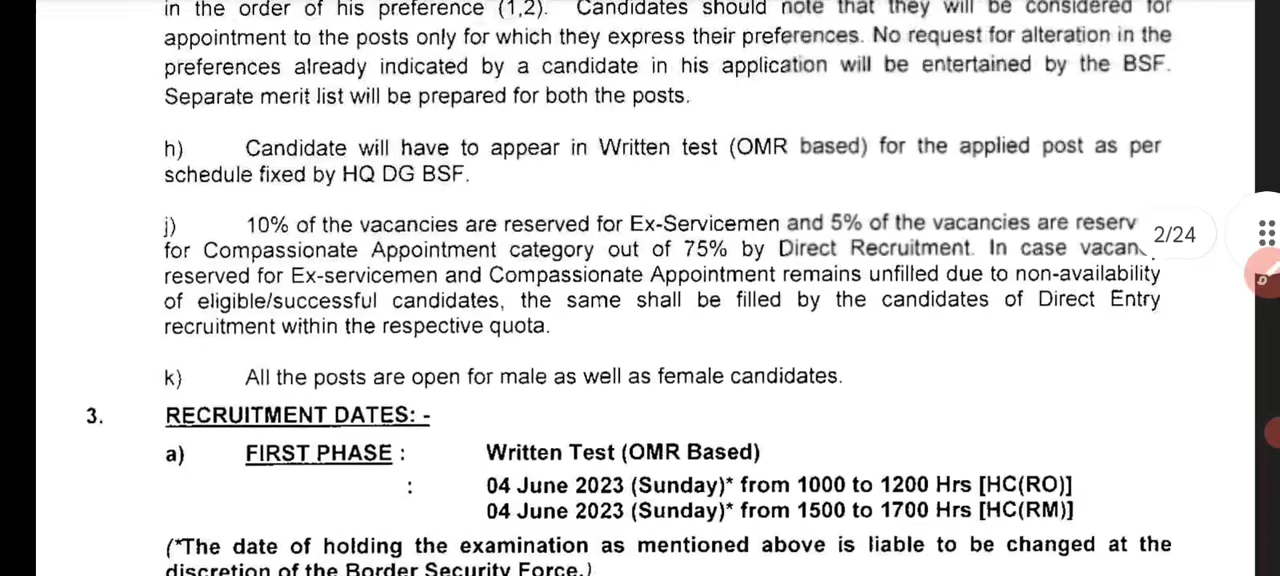 in the order of his preference (1,2). Candidates should note that they will be considered for
appointment to the posts only for which they express their preferences. No request for alteration in the
preferences already indicated by a candidate in his application will be entertained by the BSF.
Separate merit list will be prepared for both the posts.
h) Candidate will have to appear in Written test (OMR based) for the applied post as per
schedule fixed by HQ DG BSF.
j) 10% of the vacancies are reserved for Ex-Servicemen and 5% of the vacancies are reserv
for Compassionate Appointment category out of 75% by Direct Recruitment. In case vacan
2/24
reserved for Ex-servicemen and Compassionate Appointment remains unfilled due to non-availability
of eligible/successful candidates, the same shall be filled by the candidates of Direct Entry
recruitment within the respective quota.
k) All the posts are open for male as well as female candidates.
3. RECRUITMENT DATES: -
a) FIRST PHASE : Written Test (OMR Based)
: 04 June 2023 (Sunday)* from 1000 to 1200 Hrs [HC(RO)]
04 June 2023 (Sunday)* from 1500 to 1700 Hrs [HC(RM)]
(*The date of holding the examination as mentioned above is liable to be changed at the
discretion of the Border Security Force.)